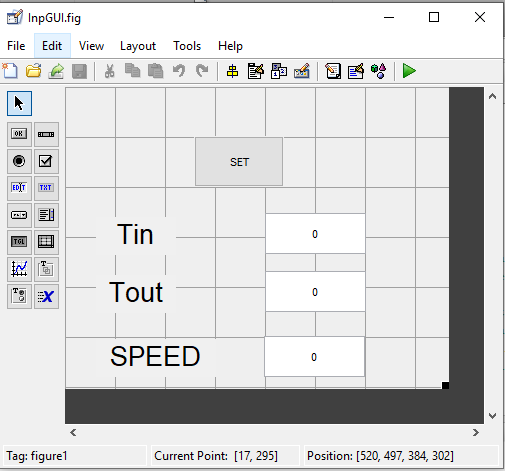 InpGUI.fig
File Edit View Layout Tools Help
OK
EDIT TXT
TGL
SET
Tin 0
Tout 0
SPEED 0
Tag: figure1 Current Point: [17, 295] Position: [520, 497, 384, 302]